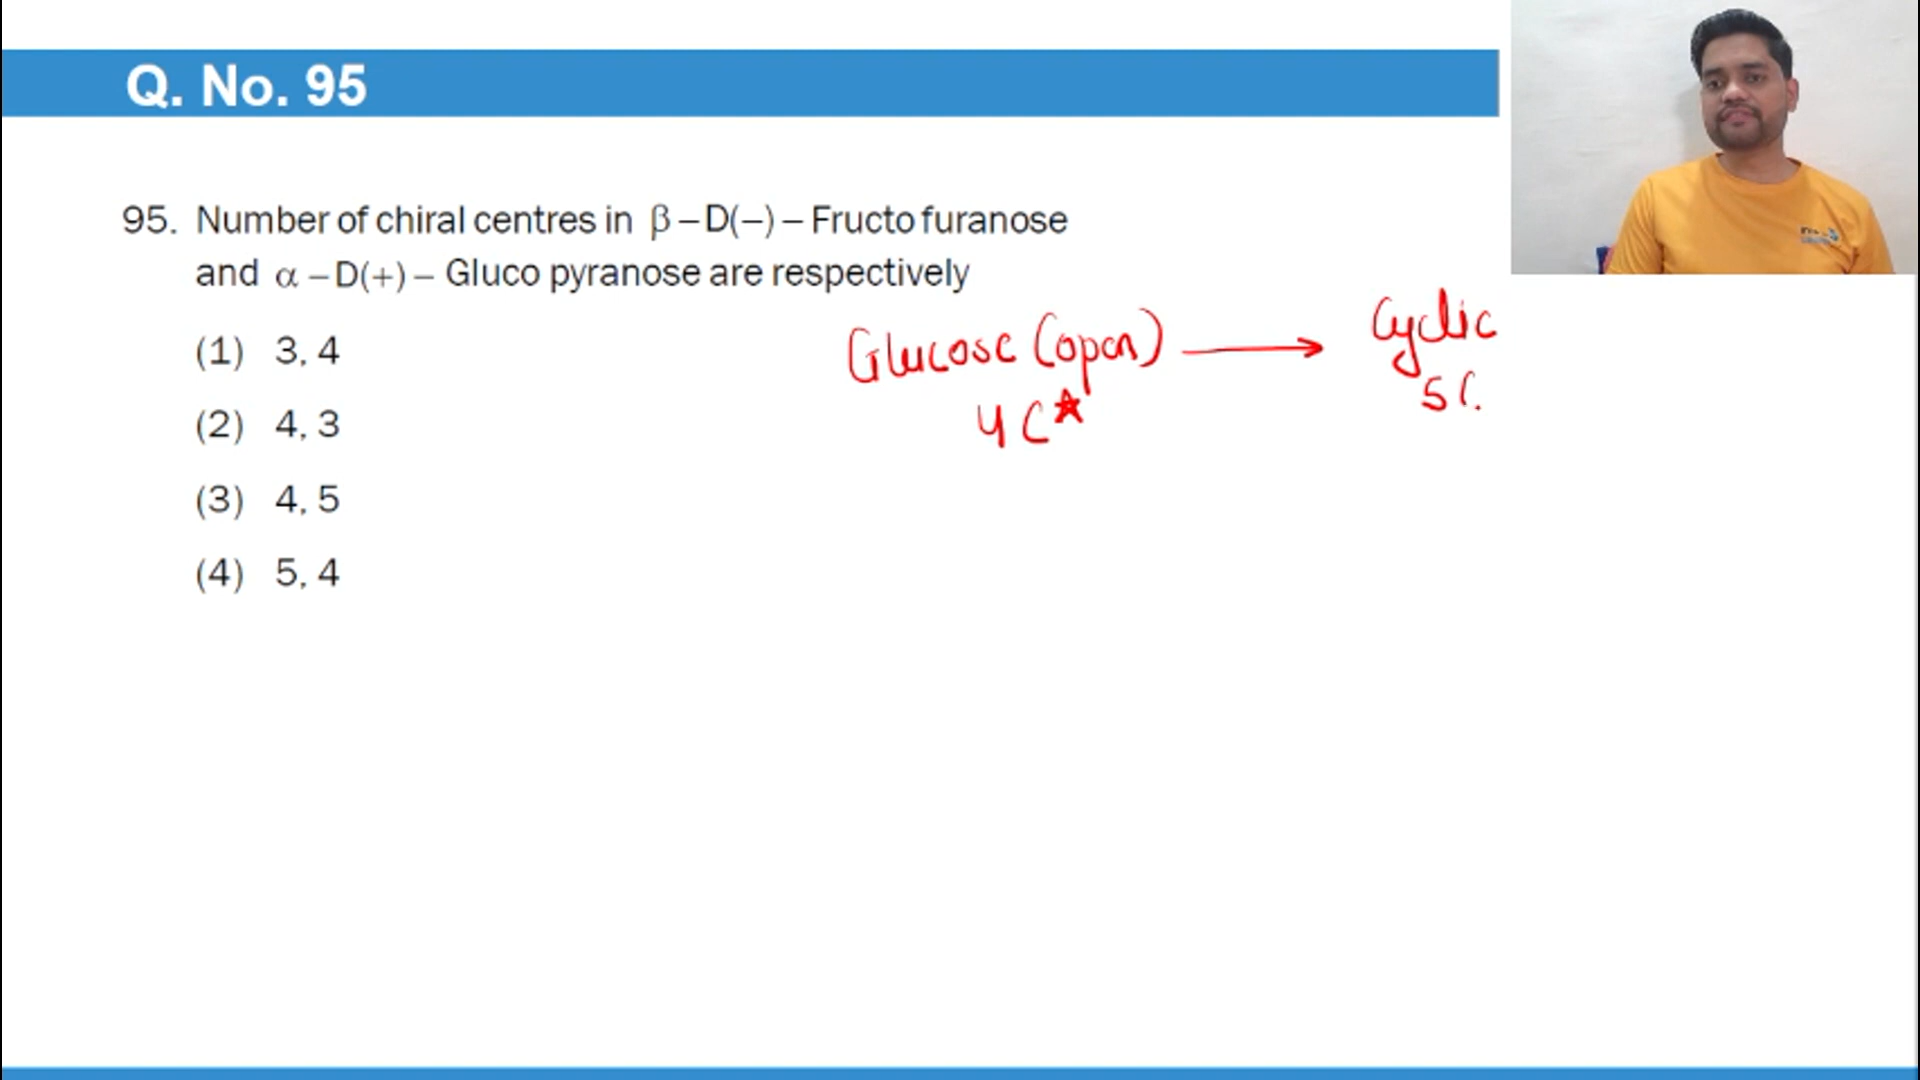 Q. No. 95
95. Number of chiral centres in β – D(–) – Fructo furanose
and α – D(+) – Gluco pyranose are respectively
(1) 3, 4
(2) 4, 3
(3) 4, 5
(4) 5, 4
Glucose (open) → Cyclic
4 C* 5 C